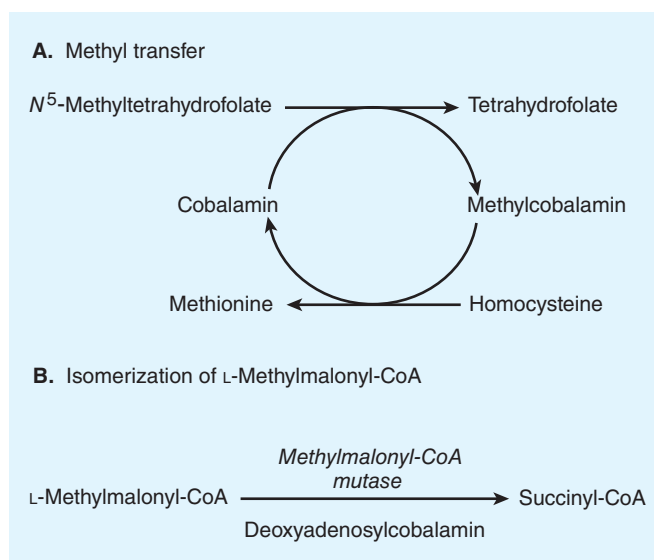 A. Methyl transfer
N5-Methyltetrahydrofolate Tetrahydrofolate
Cobalamin Methylcobalamin
Methionine Homocysteine
B. Isomerization of L-Methylmalonyl-CoA
Methylmalonyl-CoA
mutase
L-Methylmalonyl-CoA Succinyl-CoA
Deoxyadenosylcobalamin